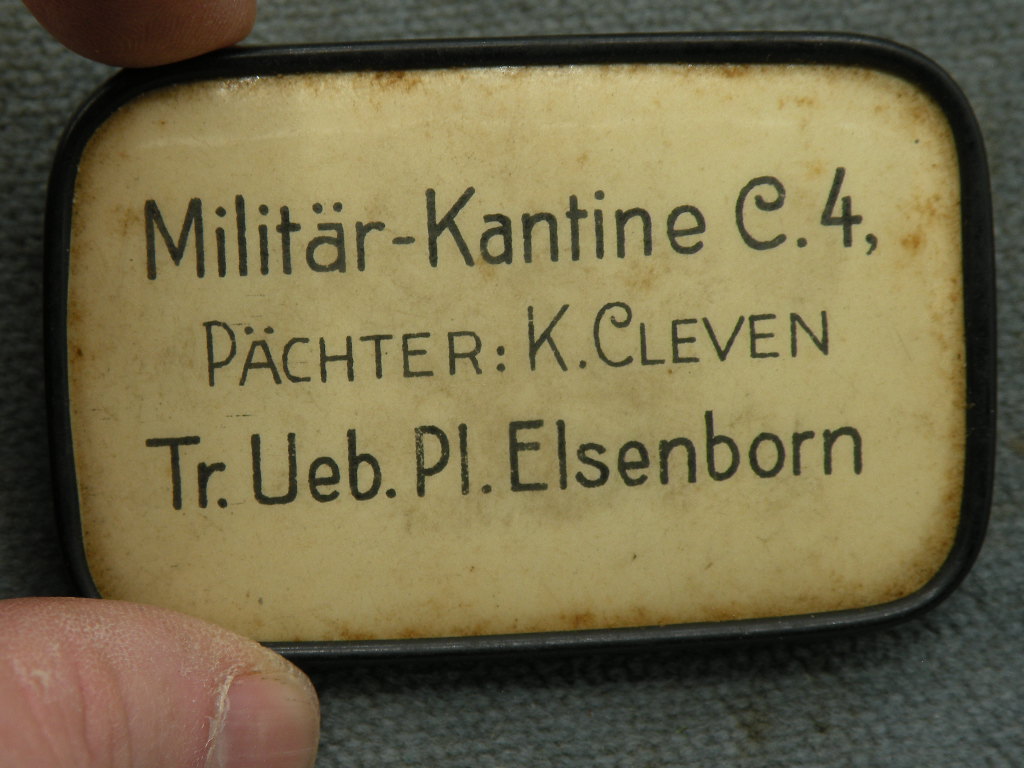 Militär-Kantine C. 4,
PÄCHTER: K. CLEVEN
Tr. Ueb. Pl. Elsenborn